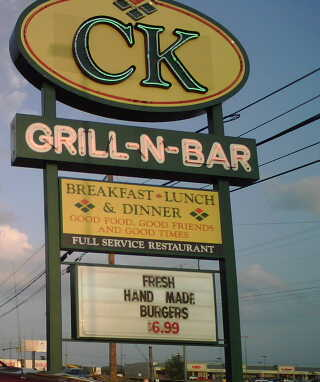 CK
GRILL-N-BAR
BREAKFAST LUNCH
& DINNER
GOOD FOOD, GOOD FRIENDS
AND GOOD TIMES
FULL SERVICE RESTAURANT
FRESH
HAND MADE
BURGERS
$6.99